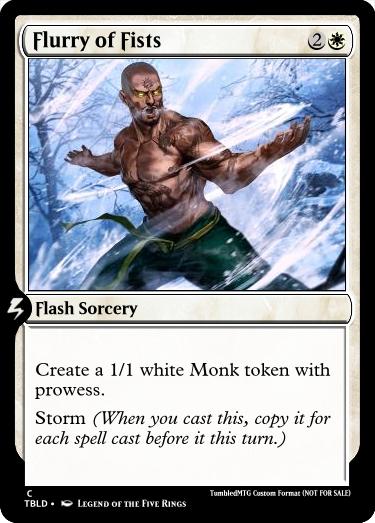 Flurry of Fists 2
Flash Sorcery
Create a 1/1 white Monk token with
prowess.
Storm (When you cast this, copy it for
each spell cast before it this turn.)
C
TBLD • Legend of the Five Rings
TumbledMTG Custom Format (NOT FOR SALE)